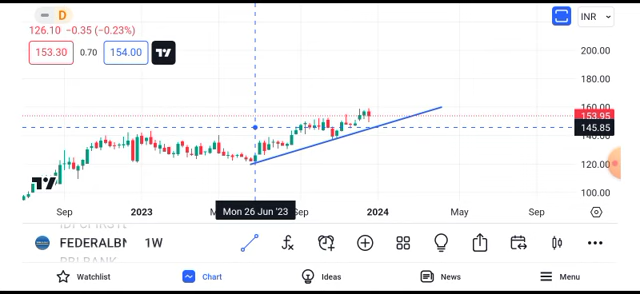 D
INR
126.10 −0.35 (−0.23%)
153.30 0.70 154.00
200.00
180.00
160.00
153.95
145.85
140.00
120.00
100.00
Sep 2023 Mon 26 Jun '23 Sep 2024 May Sep
FEDERALBN 1W
Watchlist Chart Ideas News Menu